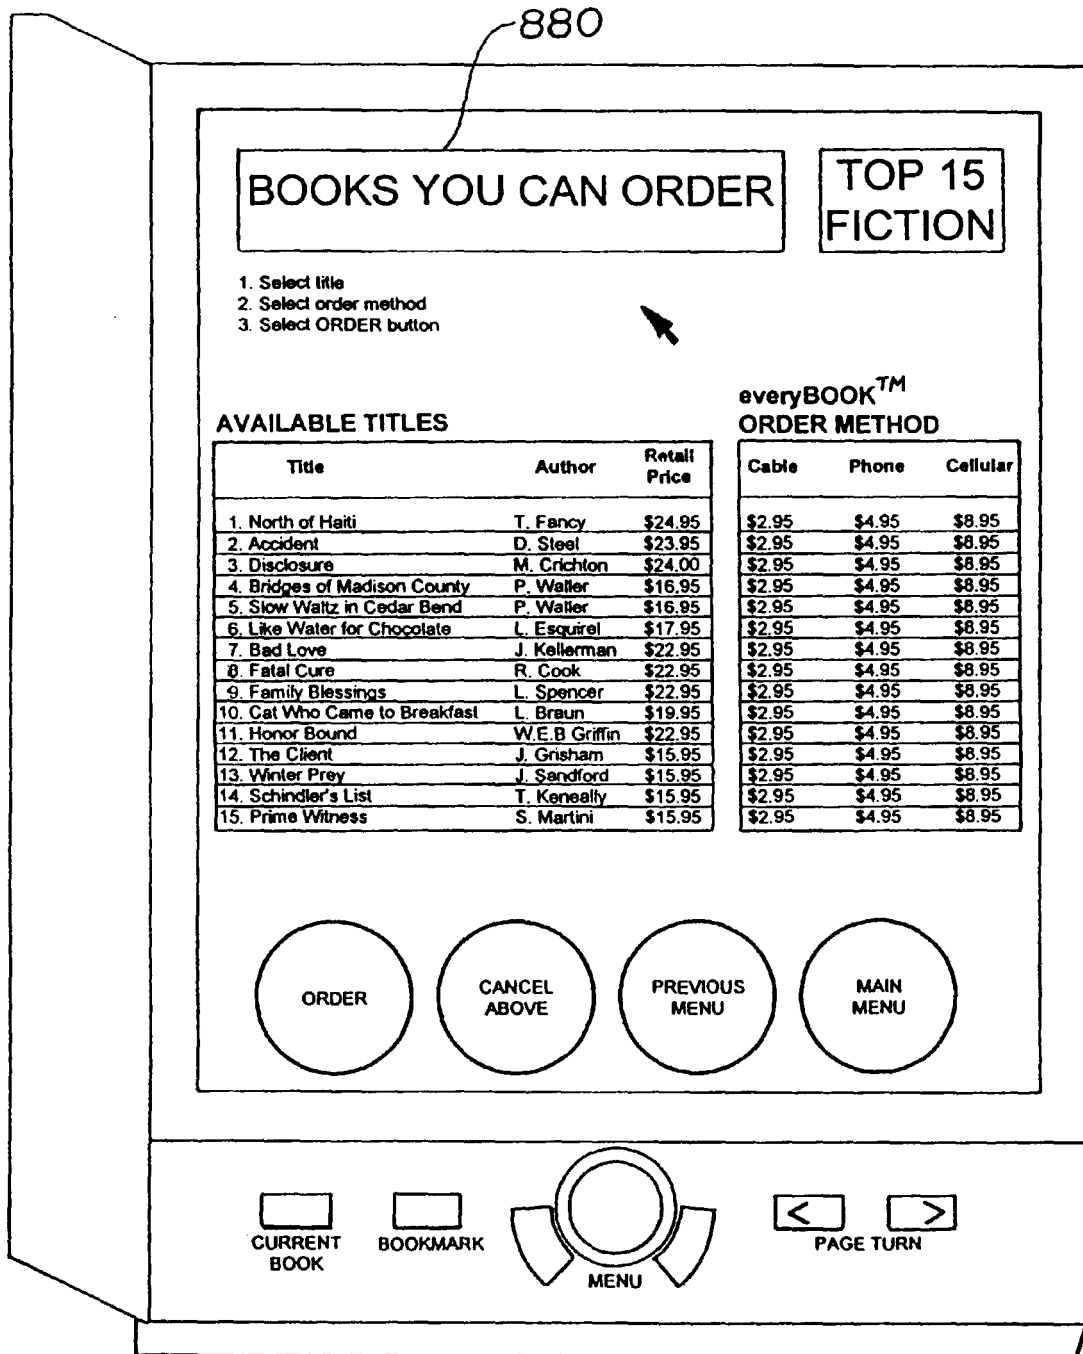 880
BOOKS YOU CAN ORDER
TOP 15
FICTION
1. Select title
2. Select order method
3. Select ORDER button
AVAILABLE TITLES
everyBOOK™
ORDER METHOD
Title Author Retail Price Cable Phone Cellular
1. North of Haiti T. Fancy $24.95 $2.95 $4.95 $8.95
2. Accident D. Steel $23.95 $2.95 $4.95 $8.95
3. Disclosure M. Crichton $24.00 $2.95 $4.95 $8.95
4. Bridges of Madison County P. Waller $16.95 $2.95 $4.95 $8.95
5. Slow Waltz in Cedar Bend P. Waller $16.95 $2.95 $4.95 $8.95
6. Like Water for Chocolate L. Esquirel $17.95 $2.95 $4.95 $8.95
7. Bad Love J. Kellerman $22.95 $2.95 $4.95 $8.95
8. Fatal Cure R. Cook $22.95 $2.95 $4.95 $8.95
9. Family Blessings L. Spencer $22.95 $2.95 $4.95 $8.95
10. Cat Who Came to Breakfast L. Braun $19.95 $2.95 $4.95 $8.95
11. Honor Bound W.E.B Griffin $22.95 $2.95 $4.95 $8.95
12. The Client J. Grisham $15.95 $2.95 $4.95 $8.95
13. Winter Prey J. Sandford $15.95 $2.95 $4.95 $8.95
14. Schindler's List T. Keneally $15.95 $2.95 $4.95 $8.95
15. Prime Witness S. Martini $15.95 $2.95 $4.95 $8.95
ORDER
CANCEL
ABOVE
PREVIOUS
MENU
MAIN
MENU
< >
CURRENT
BOOK
BOOKMARK
MENU
PAGE TURN